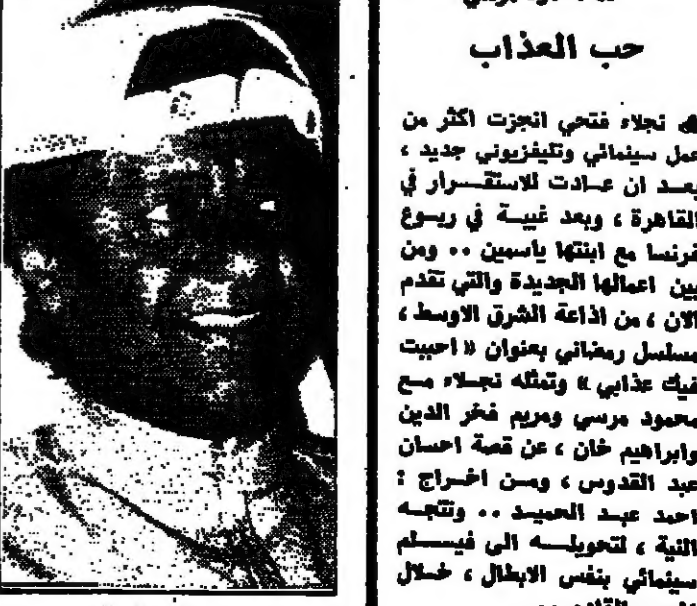 حب العذاب
نجلاء فتحي انجزت اكثر من
عمل سينمائي وتليفزيوني جديد ،
بعد ان عادت للاستقرار في
القاهرة ، وبعد غيبة في ربوع
فرنسا مع ابنتها ياسمين .. ومن
بين اعمالها الجديدة والتي تقدم
الان ، من اذاعة الشرق الاوسط ،
مسلسل رمضاني بعنوان « احببت
فيك عذابي » وتمثله نجلاء مع
محمود مرسي ومريم فخر الدين
وابراهيم خان ، عن قصة احسان
عبد القدوس ، ومن اخراج :
احمد عبد الحميد .. وتتجه
النية ، لتحويله الى فيلم
سينمائي بنفس الابطال ، خلال